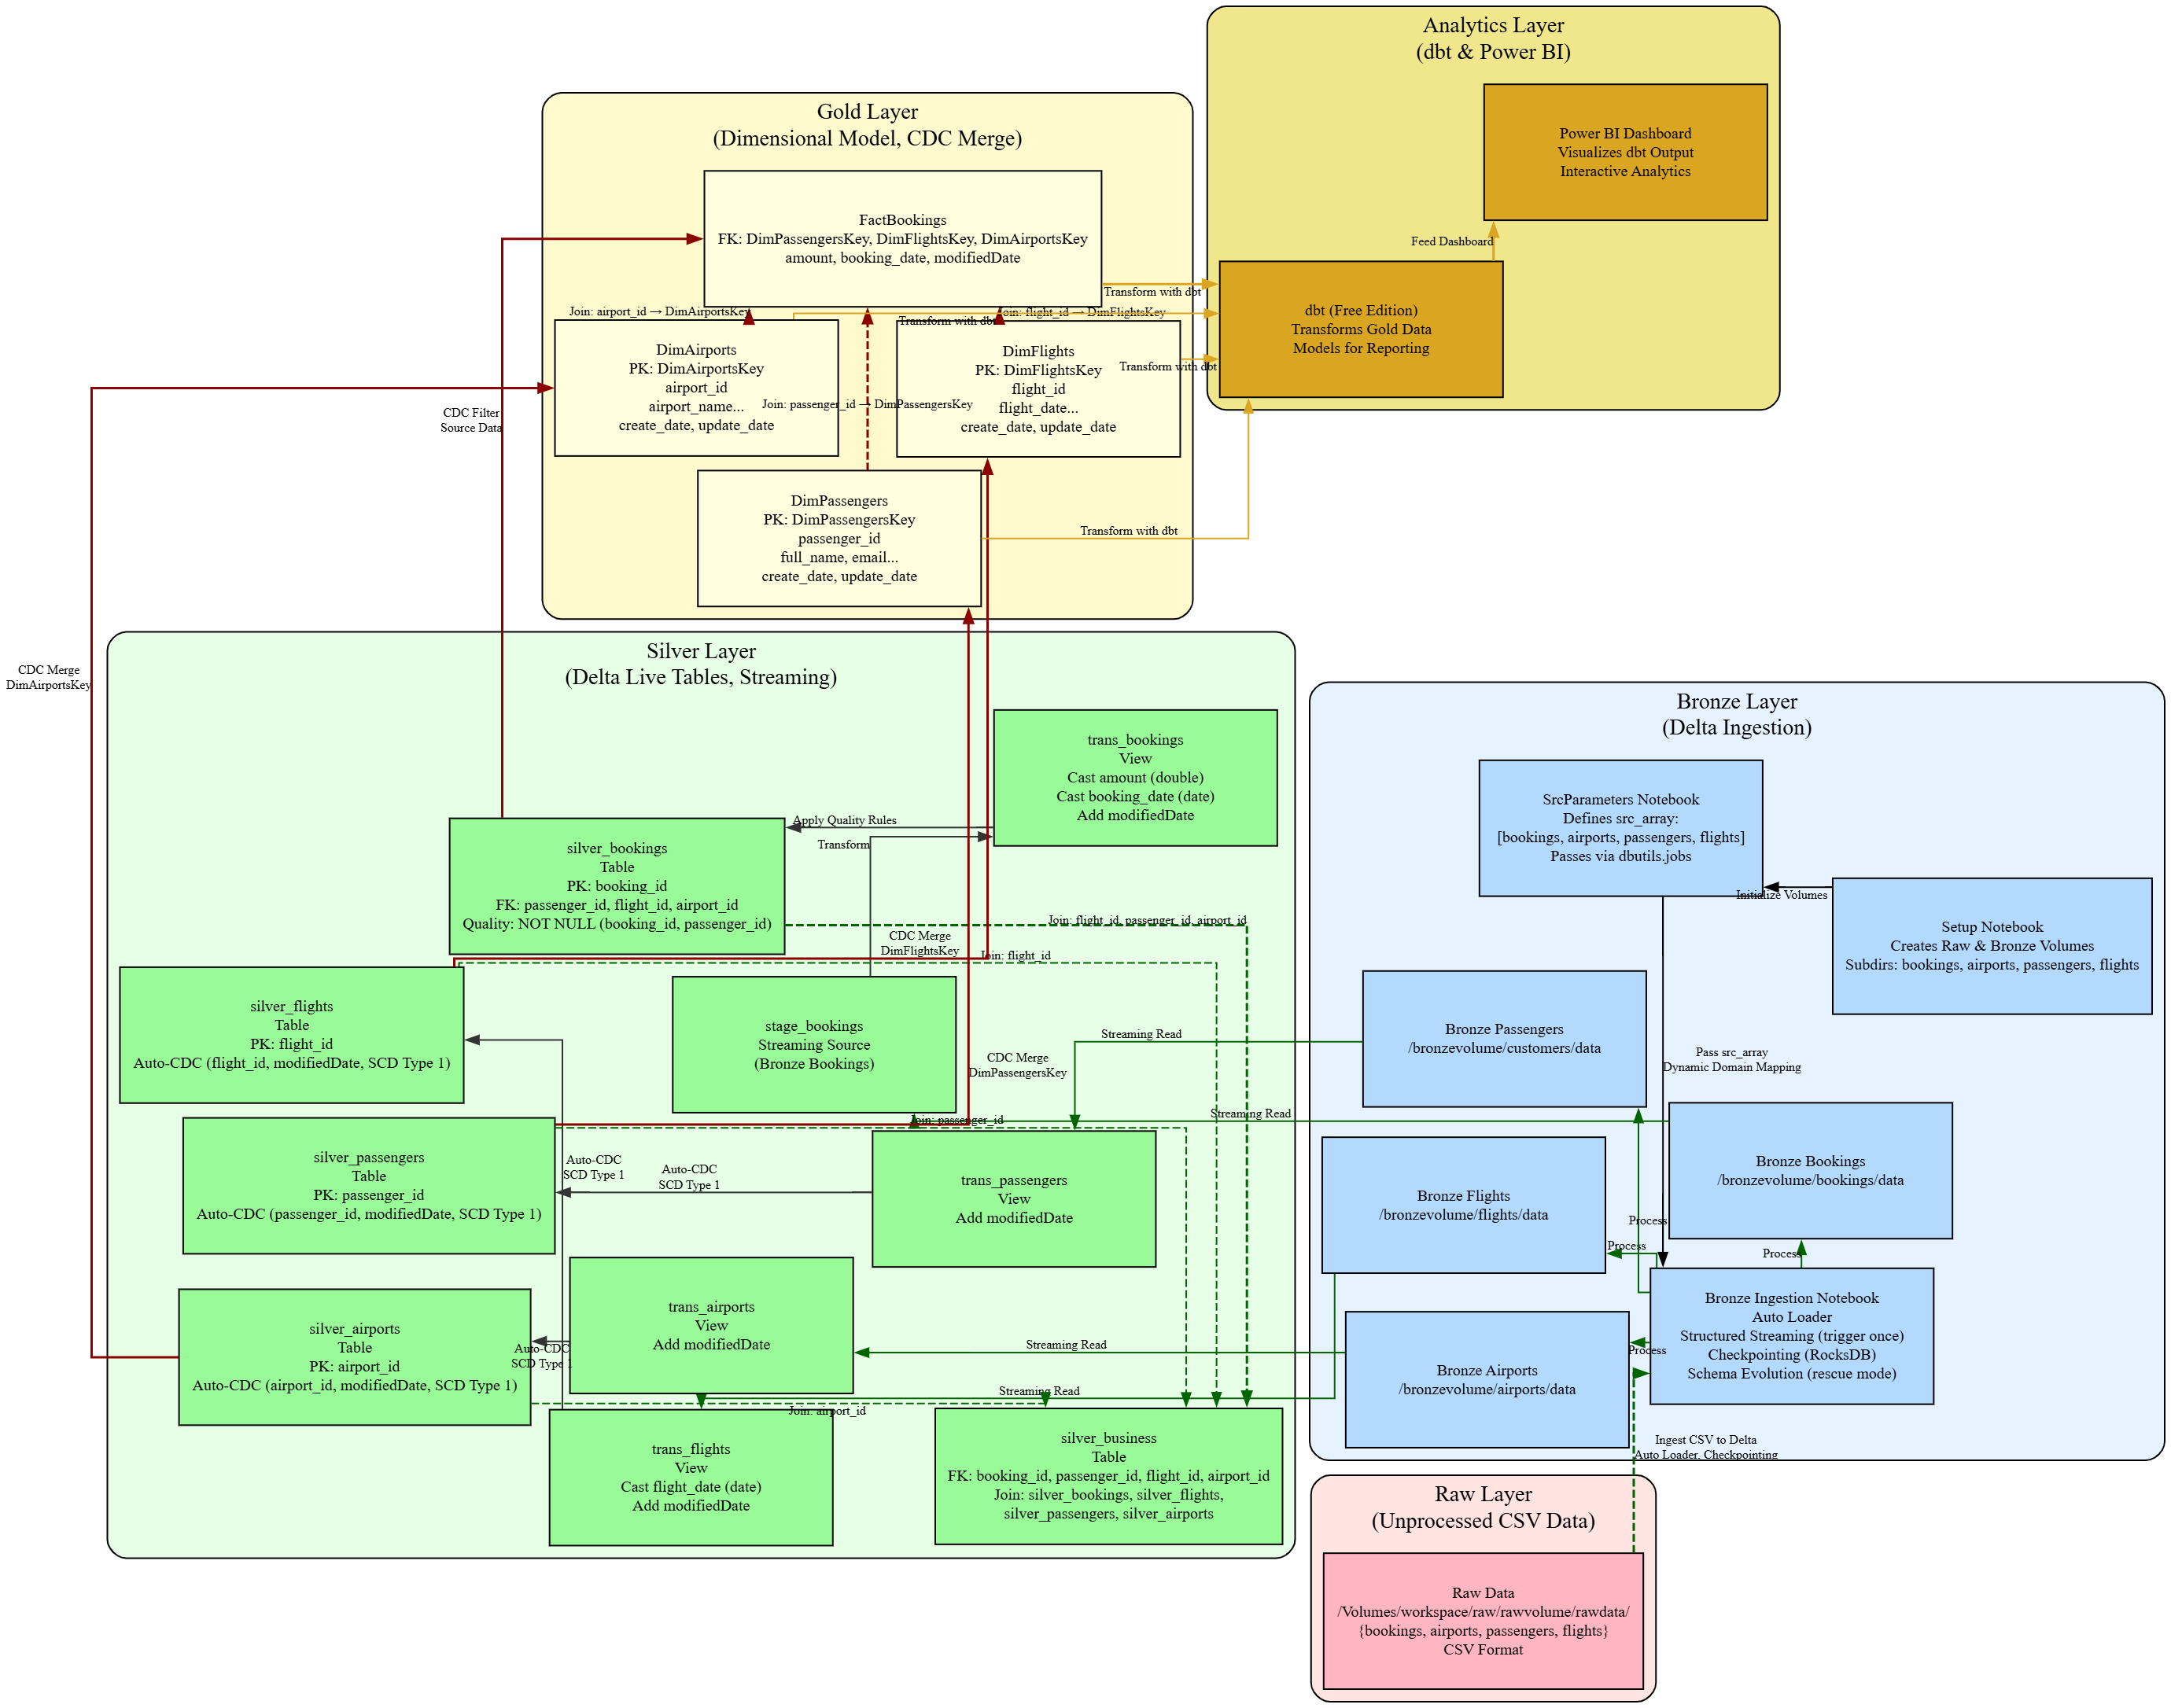 Analytics Layer
(dbt & Power BI)
Power BI Dashboard
Visualizes dbt Output
Interactive Analytics
Feed Dashboard
dbt (Free Edition)
Transforms Gold Data
Models for Reporting
Gold Layer
(Dimensional Model, CDC Merge)
FactBookings
FK: DimPassengersKey, DimFlightsKey, DimAirportsKey
amount, booking_date, modifiedDate
Transform with dbt
Join: airport_id → DimAirportsKey
Join: flight_id → DimFlightsKey
Transform with dbt
DimAirports
PK: DimAirportsKey
airport_id
airport_name...
create_date, update_date
DimFlights
PK: DimFlightsKey
flight_id
flight_date...
create_date, update_date
Transform with dbt
Join: passenger_id → DimPassengersKey
DimPassengers
PK: DimPassengersKey
passenger_id
full_name, email...
create_date, update_date
Transform with dbt
CDC Filter
Source Data
CDC Merge
DimAirportsKey
Silver Layer
(Delta Live Tables, Streaming)
trans_bookings
View
Cast amount (double)
Cast booking_date (date)
Add modifiedDate
Apply Quality Rules
Transform
silver_bookings
Table
PK: booking_id
FK: passenger_id, flight_id, airport_id
Quality: NOT NULL (booking_id, passenger_id)
Join: flight_id, passenger_id, airport_id
CDC Merge
DimFlightsKey
Join: flight_id
silver_flights
Table
PK: flight_id
Auto-CDC (flight_id, modifiedDate, SCD Type 1)
stage_bookings
Streaming Source
(Bronze Bookings)
CDC Merge
DimPassengersKey
Streaming Read
Streaming Read
Join: passenger_id
silver_passengers
Table
PK: passenger_id
Auto-CDC (passenger_id, modifiedDate, SCD Type 1)
Auto-CDC
SCD Type 1
Auto-CDC
SCD Type 1
trans_passengers
View
Add modifiedDate
trans_airports
View
Add modifiedDate
silver_airports
Table
PK: airport_id
Auto-CDC (airport_id, modifiedDate, SCD Type 1)
Auto-CDC
SCD Type 1
Streaming Read
Streaming Read
Join: airport_id
trans_flights
View
Cast flight_date (date)
Add modifiedDate
silver_business
Table
FK: booking_id, passenger_id, flight_id, airport_id
Join: silver_bookings, silver_flights,
silver_passengers, silver_airports
Bronze Layer
(Delta Ingestion)
SrcParameters Notebook
Defines src_array:
[bookings, airports, passengers, flights]
Passes via dbutils.jobs
Initialize Volumes
Setup Notebook
Creates Raw & Bronze Volumes
Subdirs: bookings, airports, passengers, flights
Bronze Passengers
/bronzevolume/customers/data
Pass src_array
Dynamic Domain Mapping
Bronze Bookings
/bronzevolume/bookings/data
Bronze Flights
/bronzevolume/flights/data
Process
Process
Process
Bronze Ingestion Notebook
Auto Loader
Structured Streaming (trigger once)
Checkpointing (RocksDB)
Schema Evolution (rescue mode)
Process
Bronze Airports
/bronzevolume/airports/data
Ingest CSV to Delta
Auto Loader, Checkpointing
Raw Layer
(Unprocessed CSV Data)
Raw Data
/Volumes/workspace/raw/rawvolume/rawdata/
{bookings, airports, passengers, flights}
CSV Format